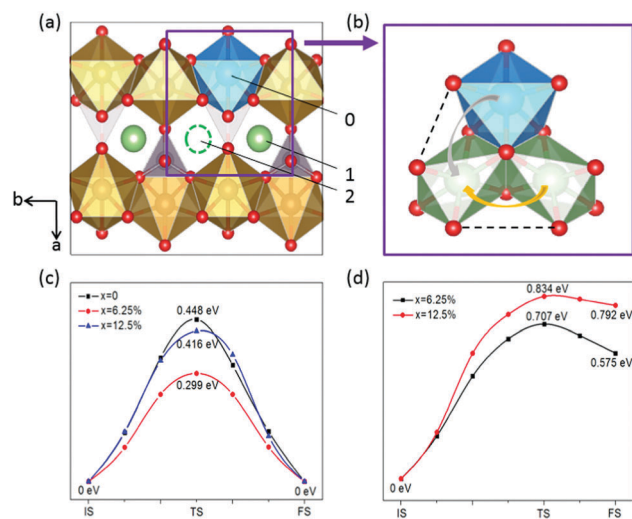 (a)
0
1
2
b
a
(b)
(c)
x=0
x=6.25%
x=12.5%
0.448 eV
0.416 eV
0.299 eV
0 eV
0 eV
IS
TS
FS
(d)
x=6.25%
x=12.5%
0.834 eV
0.792 eV
0.707 eV
0.575 eV
0 eV
IS
TS
FS